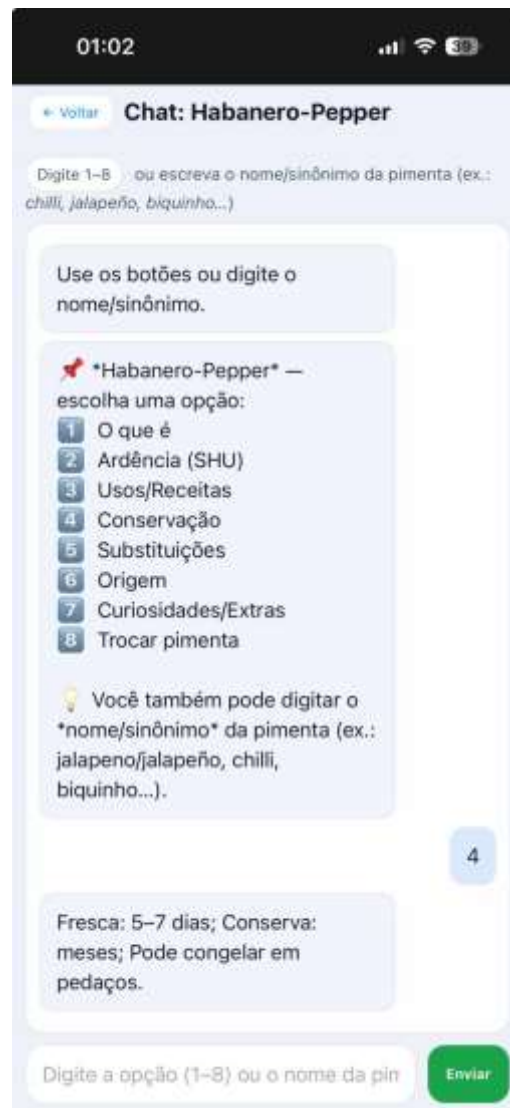 01:02
39
← Voltar Chat: Habanero-Pepper
Digite 1–8 ou escreva o nome/sinônimo da pimenta (ex.:
chilli, jalapeño, biquinho...)
Use os botões ou digite o
nome/sinônimo.
📌 *Habanero-Pepper* —
escolha uma opção:
1️⃣ O que é
2️⃣ Ardência (SHU)
3️⃣ Usos/Receitas
4️⃣ Conservação
5️⃣ Substituições
6️⃣ Origem
7️⃣ Curiosidades/Extras
8️⃣ Trocar pimenta
💡 Você também pode digitar o
*nome/sinônimo* da pimenta (ex.:
jalapeno/jalapeño, chilli,
biquinho...).
4
Fresca: 5–7 dias; Conserva:
meses; Pode congelar em
pedaços.
Digite a opção (1–8) ou o nome da pin
Enviar